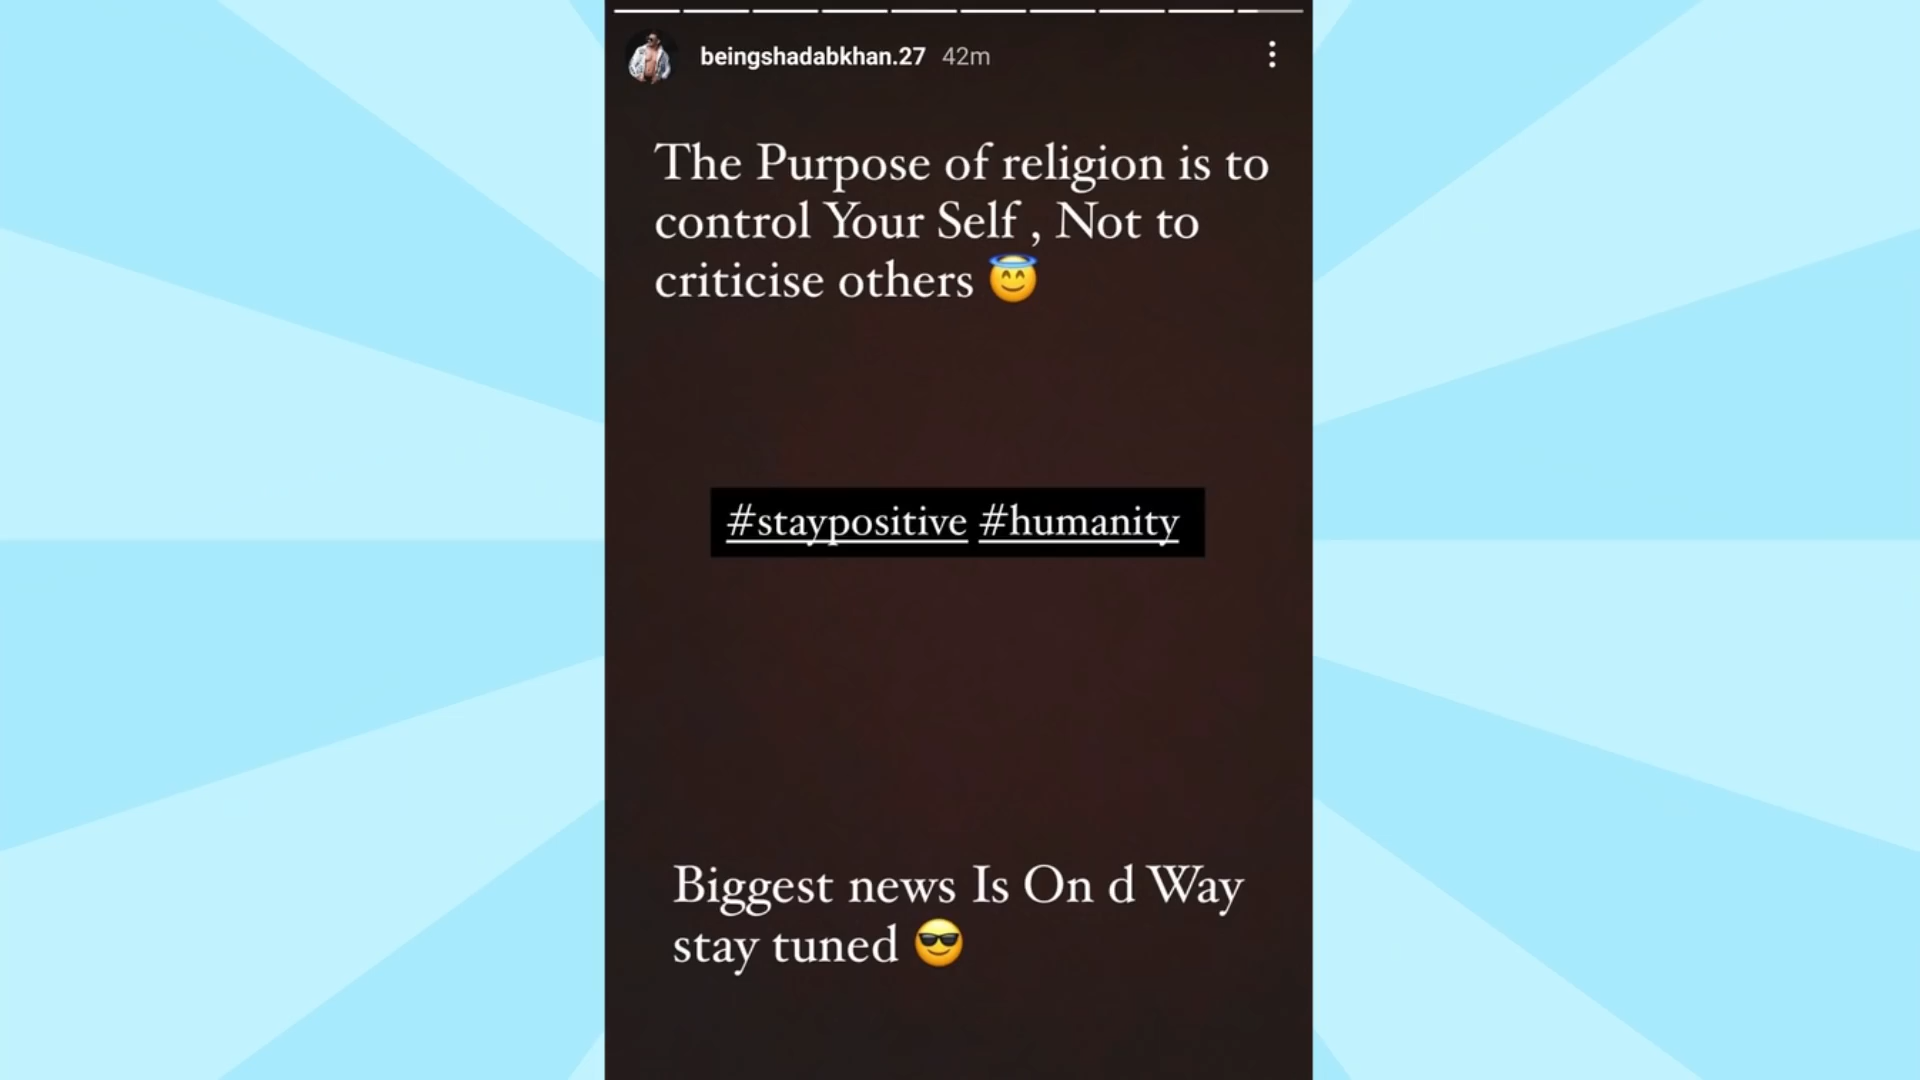 beingshadabkhan.27 42m
The Purpose of religion is to
control Your Self , Not to
criticise others 😇
#staypositive #humanity
Biggest news Is On d Way
stay tuned 😎